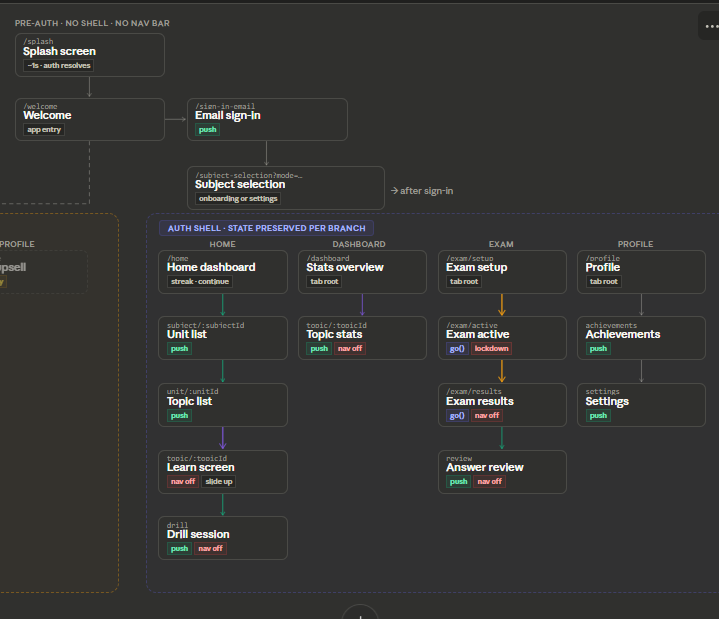 PRE-AUTH · NO SHELL · NO NAV BAR
/splash
Splash screen
~1s · auth resolves
/welcome
Welcome
app entry
/sign-in-email
Email sign-in
push
/subject-selection?mode=…
Subject selection
onboarding or settings
→ after sign-in
PROFILE
AUTH SHELL · STATE PRESERVED PER BRANCH
HOME
/home
Home dashboard
streak · continue
subject/:subjectId
Unit list
push
unit/:unitId
Topic list
push
topic/:topicId
Learn screen
nav off
slide up
drill
Drill session
push
nav off
DASHBOARD
/dashboard
Stats overview
tab root
topic/:topicId
Topic stats
push
nav off
EXAM
/exam/setup
Exam setup
tab root
/exam/active
Exam active
go()
lockdown
/exam/results
Exam results
go()
nav off
review
Answer review
push
nav off
PROFILE
/profile
Profile
tab root
achievements
Achievements
push
settings
Settings
push